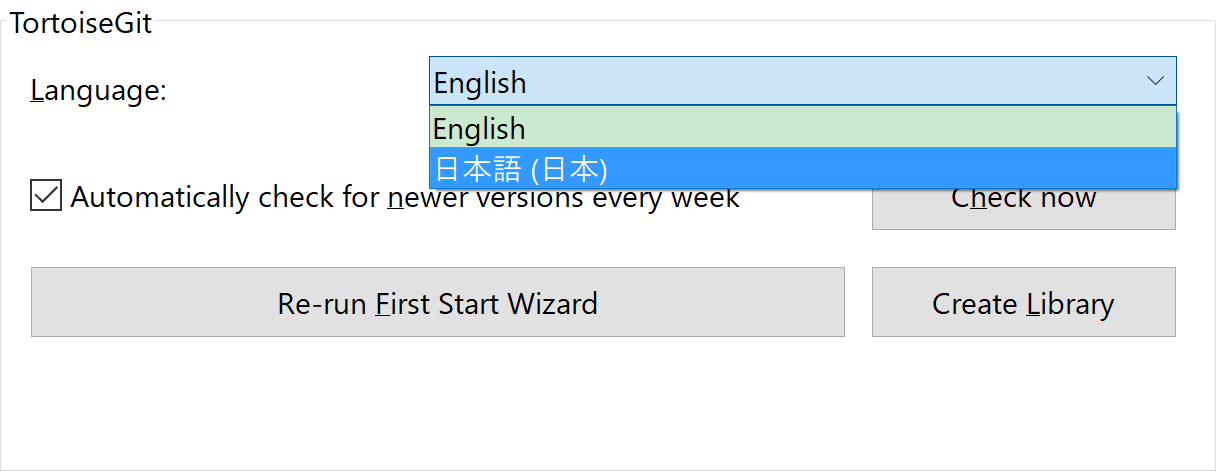 TortoiseGit
Language:
English
English
日本語 (日本)
Automatically check for newer versions every week
Check now
Re-run First Start Wizard
Create Library